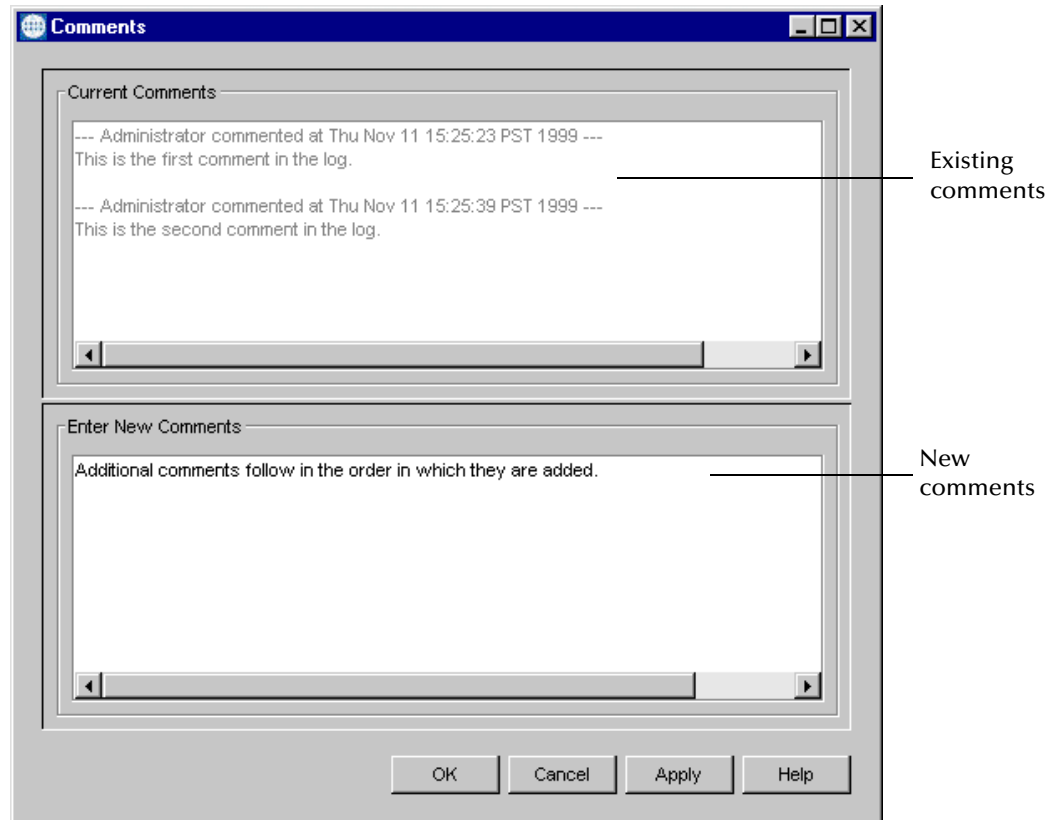 Comments
Current Comments
--- Administrator commented at Thu Nov 11 15:25:23 PST 1999 ---
This is the first comment in the log.
--- Administrator commented at Thu Nov 11 15:25:39 PST 1999 ---
This is the second comment in the log.
Existing
comments
Enter New Comments
Additional comments follow in the order in which they are added.
New
comments
OK
Cancel
Apply
Help